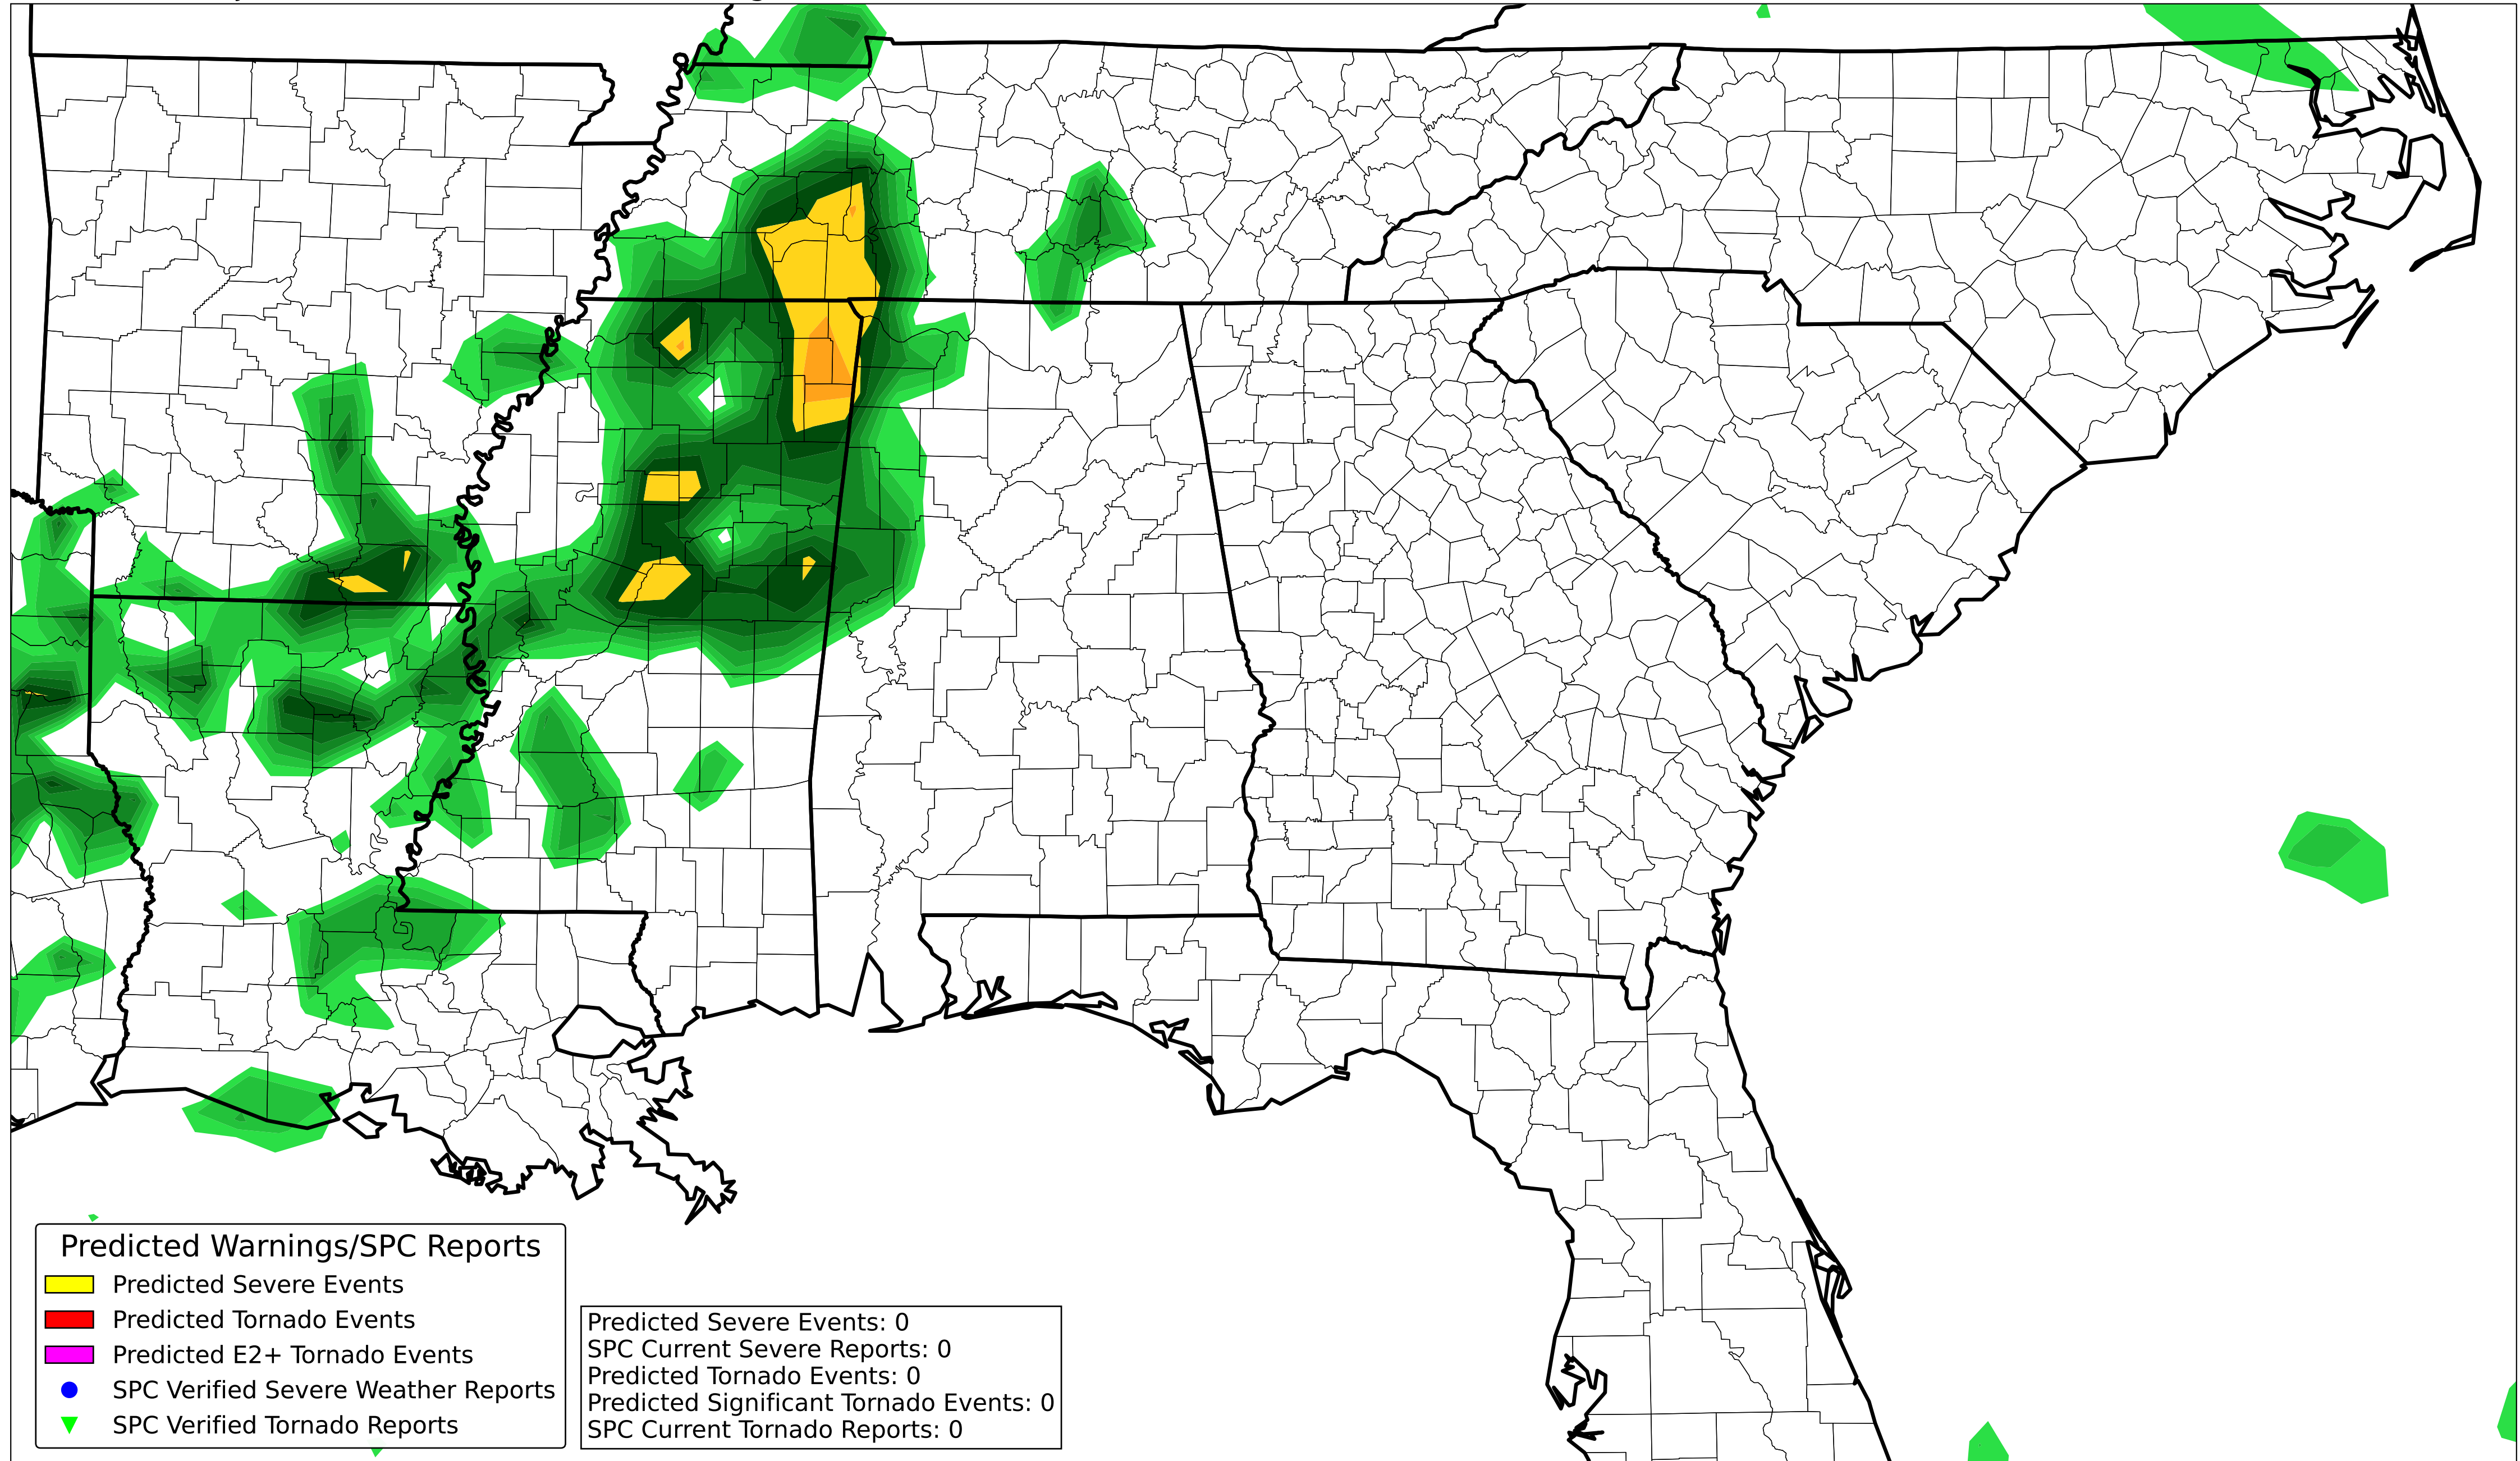 Predicted Warnings/SPC Reports
Predicted Severe Events
Predicted Tornado Events
Predicted E2+ Tornado Events
SPC Verified Severe Weather Reports
SPC Verified Tornado Reports
Predicted Severe Events: 0
SPC Current Severe Reports: 0
Predicted Tornado Events: 0
Predicted Significant Tornado Events: 0
SPC Current Tornado Reports: 0